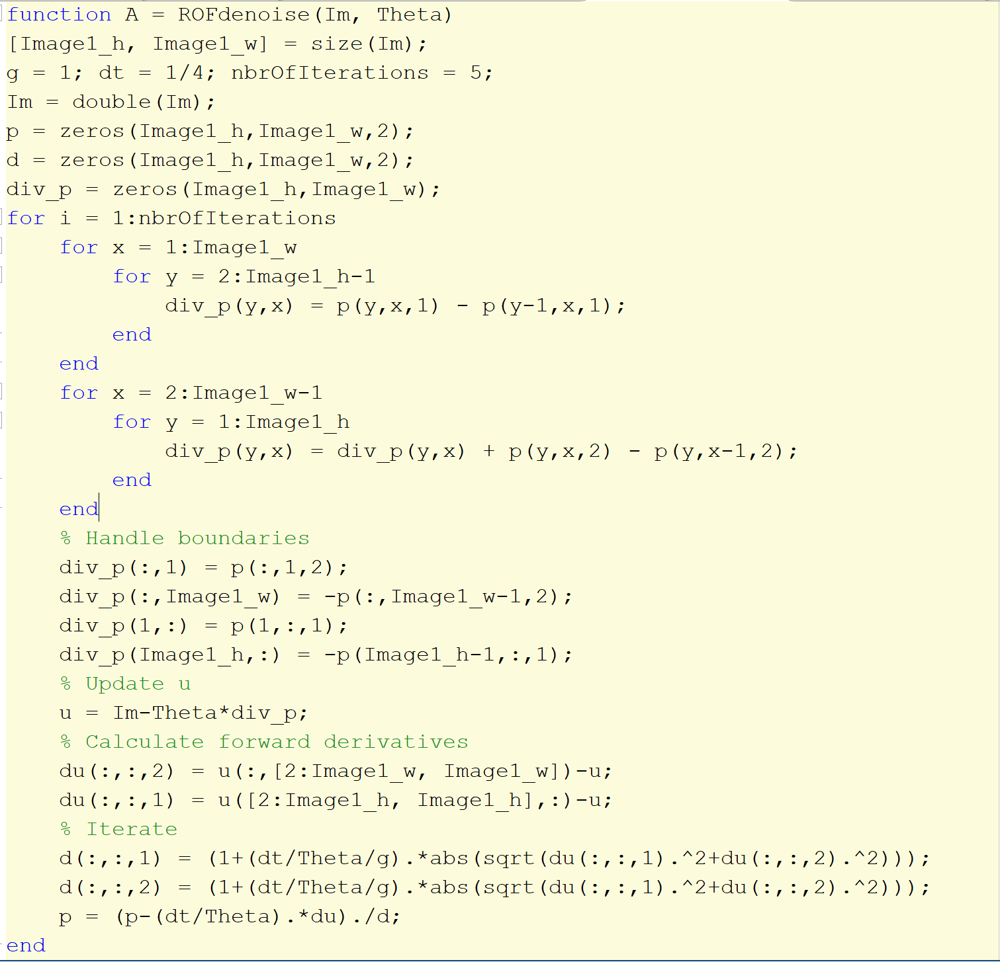 function A = ROFdenoise(Im, Theta)
[Image1_h, Image1_w] = size(Im);
g = 1; dt = 1/4; nbrOfIterations = 5;
Im = double(Im);
p = zeros(Image1_h,Image1_w,2);
d = zeros(Image1_h,Image1_w,2);
div_p = zeros(Image1_h,Image1_w);
for i = 1:nbrOfIterations
    for x = 1:Image1_w
        for y = 2:Image1_h-1
            div_p(y,x) = p(y,x,1) - p(y-1,x,1);
        end
    end
    for x = 2:Image1_w-1
        for y = 1:Image1_h
            div_p(y,x) = div_p(y,x) + p(y,x,2) - p(y,x-1,2);
        end
    end
    % Handle boundaries
    div_p(:,1) = p(:,1,2);
    div_p(:,Image1_w) = -p(:,Image1_w-1,2);
    div_p(1,:) = p(1,:,1);
    div_p(Image1_h,:) = -p(Image1_h-1,:,1);
    % Update u
    u = Im-Theta*div_p;
    % Calculate forward derivatives
    du(:,:,2) = u(:,[2:Image1_w, Image1_w])-u;
    du(:,:,1) = u([2:Image1_h, Image1_h],:)-u;
    % Iterate
    d(:,:,1) = (1+(dt/Theta/g).*abs(sqrt(du(:,:,1).^2+du(:,:,2).^2)));
    d(:,:,2) = (1+(dt/Theta/g).*abs(sqrt(du(:,:,1).^2+du(:,:,2).^2)));
    p = (p-(dt/Theta).*du)./d;
end